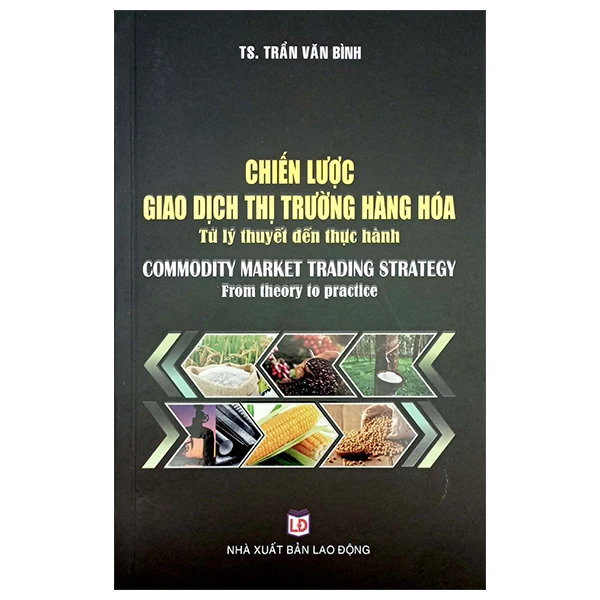 TS. TRẦN VĂN BÌNH
CHIẾN LƯỢC
GIAO DỊCH THỊ TRƯỜNG HÀNG HÓA
Từ lý thuyết đến thực hành
COMMODITY MARKET TRADING STRATEGY
From theory to practice
LĐ
NHÀ XUẤT BẢN LAO ĐỘNG